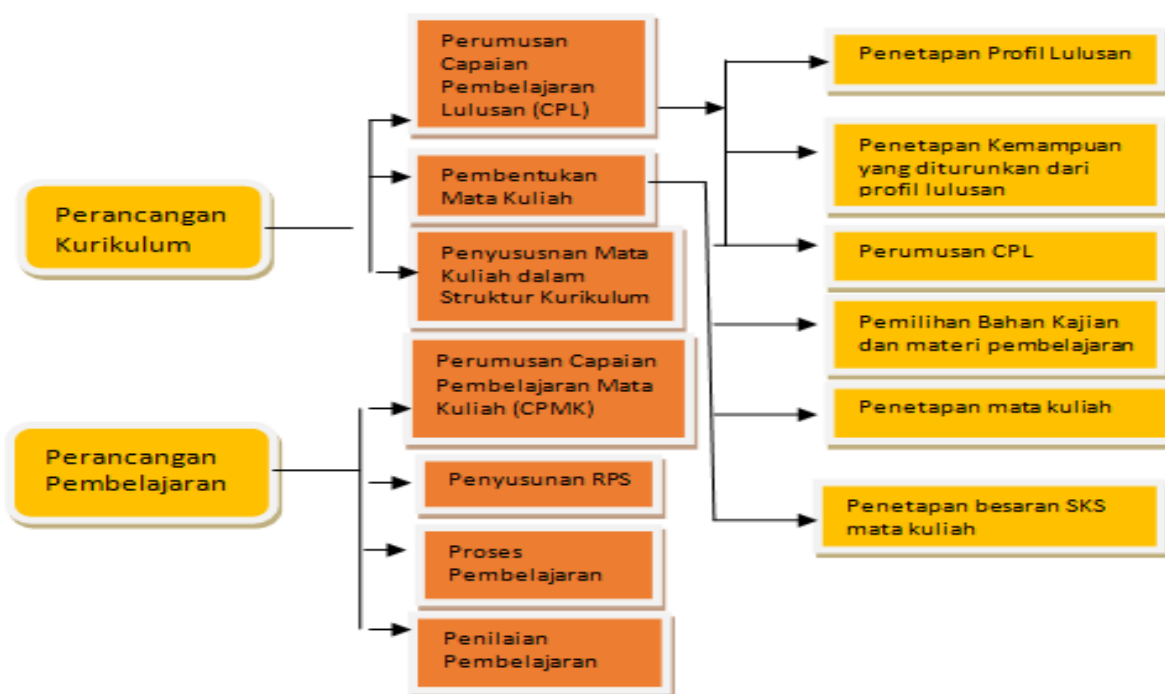 Perancangan
Kurikulum
Perumusan
Capaian
Pembelajaran
Lulusan (CPL)
Pembentukan
Mata Kuliah
Penyususnan Mata
Kuliah dalam
Struktur Kurikulum
Penetapan Profil Lulusan
Penetapan Kemampuan
yang diturunkan dari
profil lulusan
Perumusan CPL
Pemilihan Bahan Kajian
dan materi pembelajaran
Penetapan mata kuliah
Penetapan besaran SKS
mata kuliah
Perancangan
Pembelajaran
Perumusan Capaian
Pembelajaran Mata
Kuliah (CPMK)
Penyusunan RPS
Proses
Pembelajaran
Penilaian
Pembelajaran